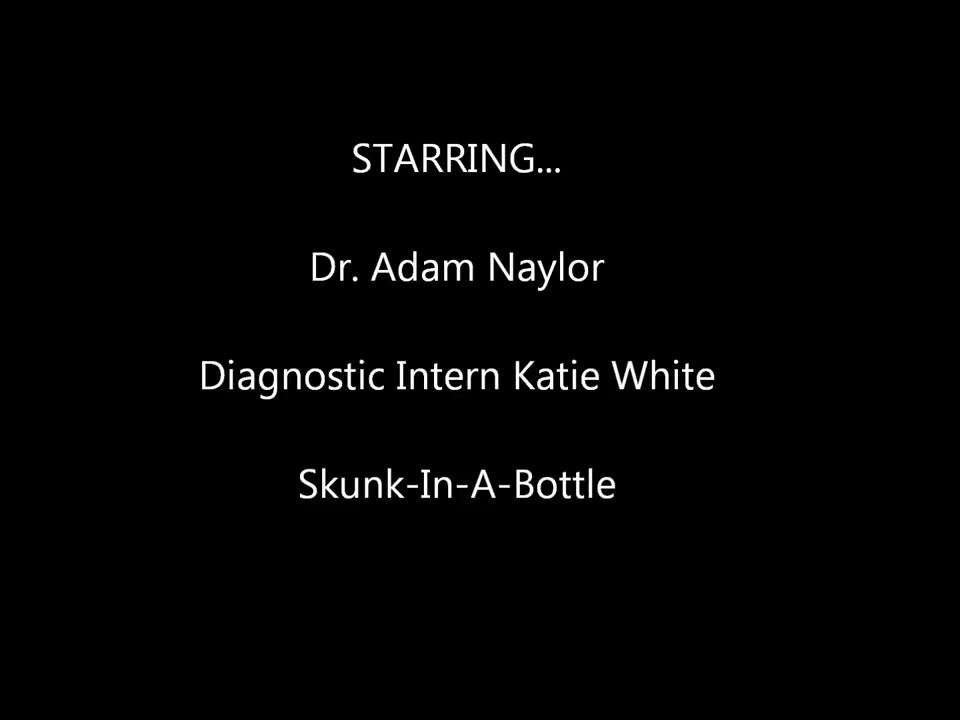 STARRING...
Dr. Adam Naylor
Diagnostic Intern Katie White
Skunk-In-A-Bottle